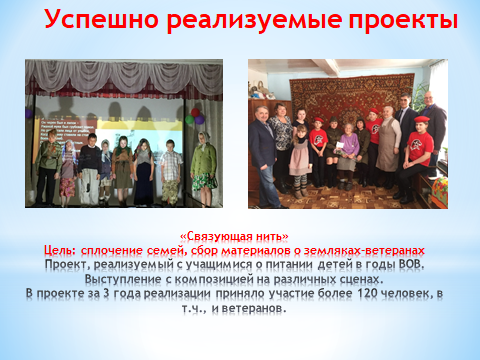 Успешно реализуемые проекты
«Связующая нить»
Цель: сплочение семей, сбор материалов о земляках-ветеранах
Проект, реализуемый с учащимися о питании детей в годы ВОВ.
Выступление с композицией на различных сценах.
В проекте за 3 года реализации приняло участие более 120 человек, в
т.ч., и ветеранов.